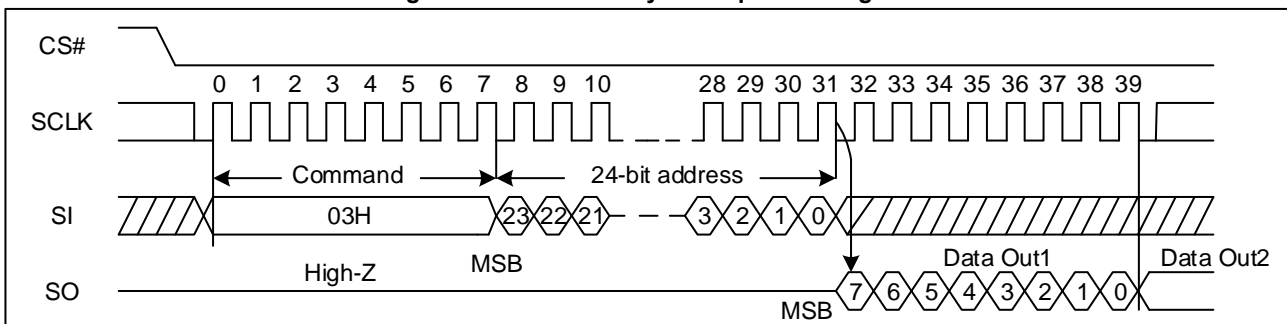 CS#
0 1 2 3 4 5 6 7 8 9 10 28 29 30 31 32 33 34 35 36 37 38 39
SCLK
Command 24-bit address
SI 03H 23 22 21 3 2 1 0
High-Z MSB Data Out1 Data Out2
SO 7 6 5 4 3 2 1 0
MSB